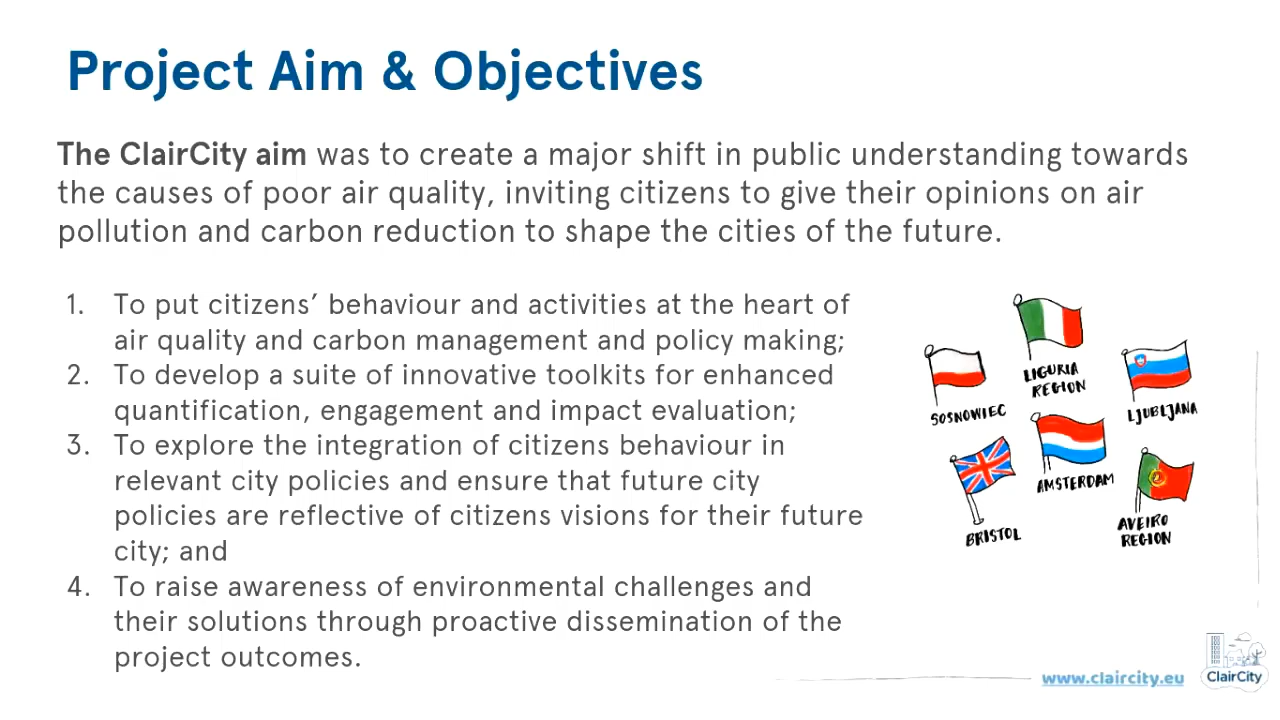 Project Aim & Objectives
The ClairCity aim was to create a major shift in public understanding towards
the causes of poor air quality, inviting citizens to give their opinions on air
pollution and carbon reduction to shape the cities of the future.
1. To put citizens’ behaviour and activities at the heart of
air quality and carbon management and policy making;
2. To develop a suite of innovative toolkits for enhanced
quantification, engagement and impact evaluation;
3. To explore the integration of citizens behaviour in
relevant city policies and ensure that future city
policies are reflective of citizens visions for their future
city; and
4. To raise awareness of environmental challenges and
their solutions through proactive dissemination of the
project outcomes.
LIGURIA
REGION
SOSNOWIEC
LJUBLJANA
AMSTERDAM
BRISTOL
AVEIRO
REGION
www.claircity.eu
ClairCity